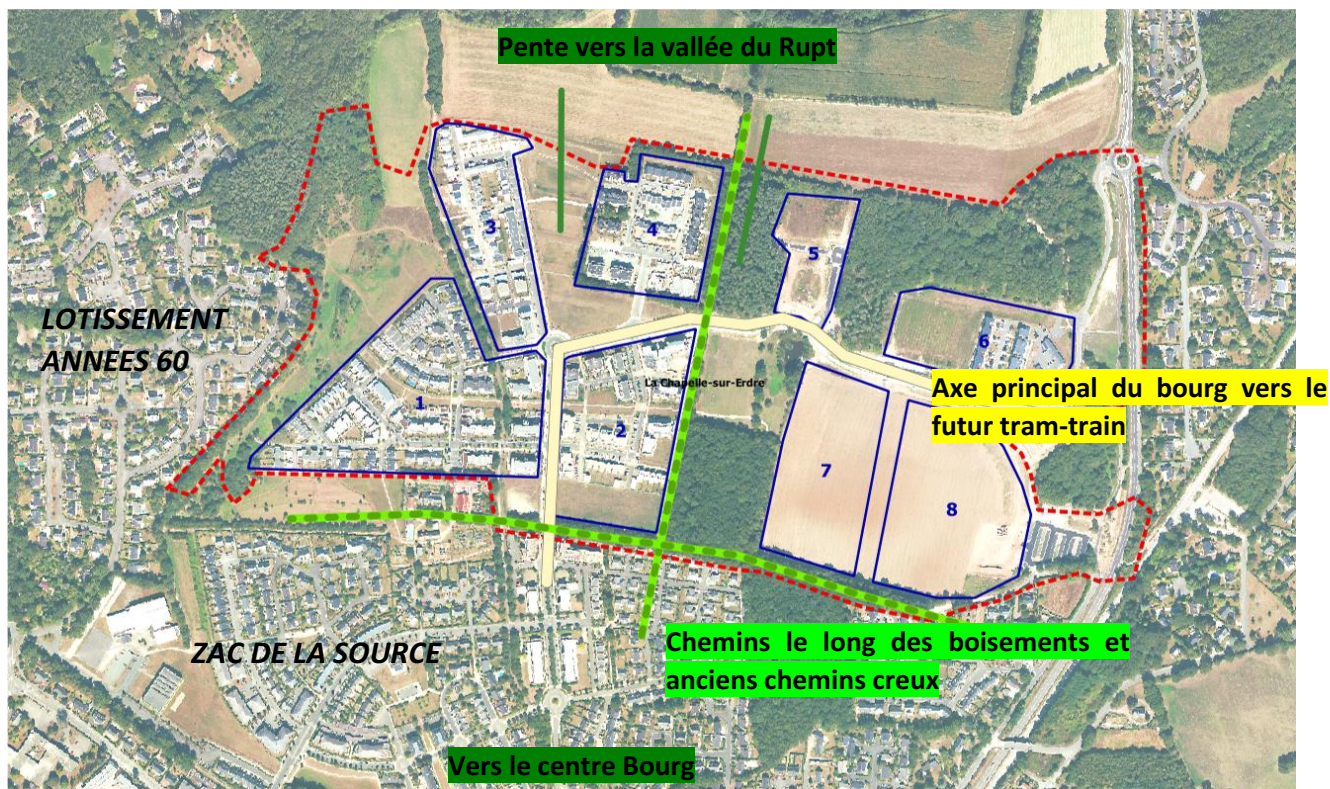 Pente vers la vallée du Rupt
3
4
5
LOTISSEMENT
ANNEES 60
6
La Chapelle-sur-Erdre
Axe principal du bourg vers le
futur tram-train
1
2
7
8
ZAC DE LA SOURCE
Chemins le long des boisements et
anciens chemins creux
Vers le centre Bourg